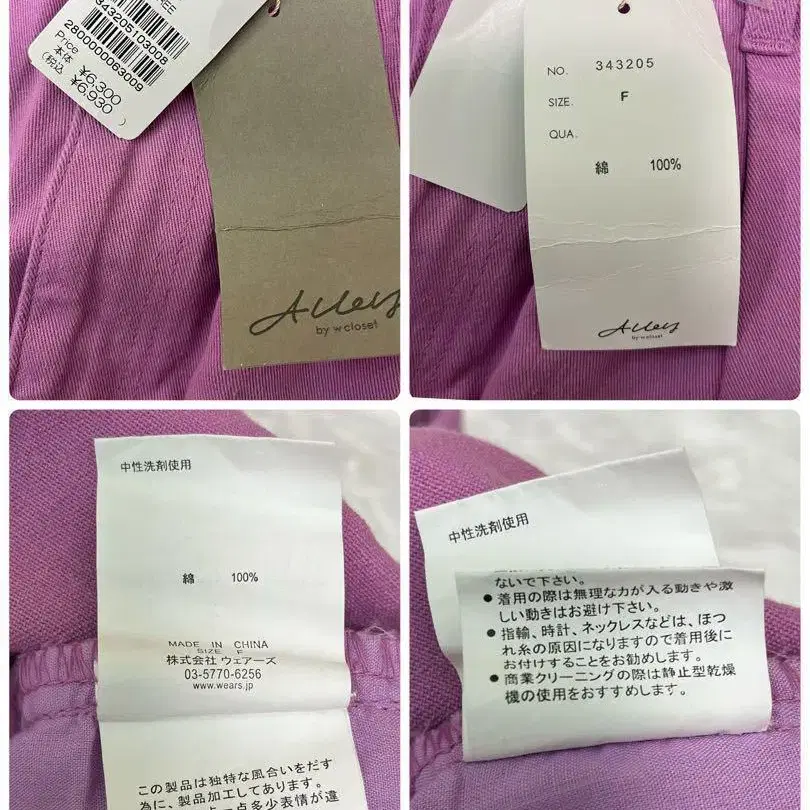 343205103008
2800000063009
Price
本体 ¥6,300
(税込 ¥6,930 )
Alley
by w closet
NO. 343205
SIZE. F
QUA.
綿 100%
Alley
by w closet
中性洗剤使用
綿 100%
MADE IN CHINA
SIZE F
株式会社 ウェアーズ
03-5770-6256
www.wears.jp
この製品は独特な風合いをだす
為に、製品加工してあります。
中性洗剤使用
ないで下さい。
● 着用の際は無理な力が入る動きや激
しい動きはお避け下さい。
● 指輪、時計、ネックレスなどは、ほつ
れ糸の原因になりますので着用後に
お付けすることをお勧めします。
● 商業クリーニングの際は静止型乾燥
機の使用をおすすめします。